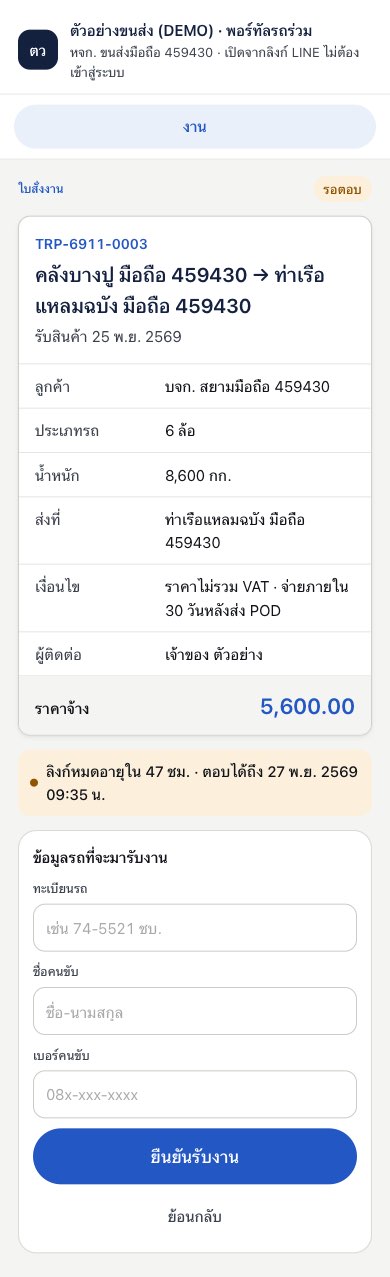 ตว
ตัวอย่างขนส่ง (DEMO) · พอร์ทัลรถร่วม
หจก. ขนส่งมือถือ 459430 · เปิดจากลิงก์ LINE ไม่ต้อง
เข้าสู่ระบบ
งาน
ใบสั่งงาน
รอตอบ
TRP-6911-0003
คลังบางปู มือถือ 459430 → ท่าเรือ
แหลมฉบัง มือถือ 459430
รับสินค้า 25 พ.ย. 2569
ลูกค้า บจก. สยามมือถือ 459430
ประเภทรถ 6 ล้อ
น้ำหนัก 8,600 กก.
ส่งที่ ท่าเรือแหลมฉบัง มือถือ
459430
เงื่อนไข ราคาไม่รวม VAT · จ่ายภายใน
30 วันหลังส่ง POD
ผู้ติดต่อ เจ้าของ ตัวอย่าง
ราคาจ้าง 5,600.00
ลิงก์หมดอายุใน 47 ชม. · ตอบได้ถึง 27 พ.ย. 2569
09:35 น.
ข้อมูลรถที่จะมารับงาน
ทะเบียนรถ
เช่น 74-5521 ชบ.
ชื่อคนขับ
ชื่อ-นามสกุล
เบอร์คนขับ
08x-xxx-xxxx
ยืนยันรับงาน
ย้อนกลับ